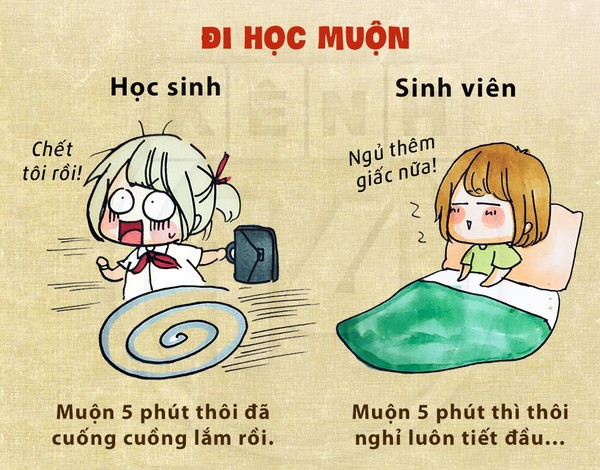 ĐI HỌC MUỘN
Học sinh
Chết
tôi rồi!
Muộn 5 phút thôi đã
cuống cuồng lắm rồi.
Sinh viên
Ngủ thêm
giấc nữa!
z
z
Muộn 5 phút thì thôi
nghỉ luôn tiết đầu...